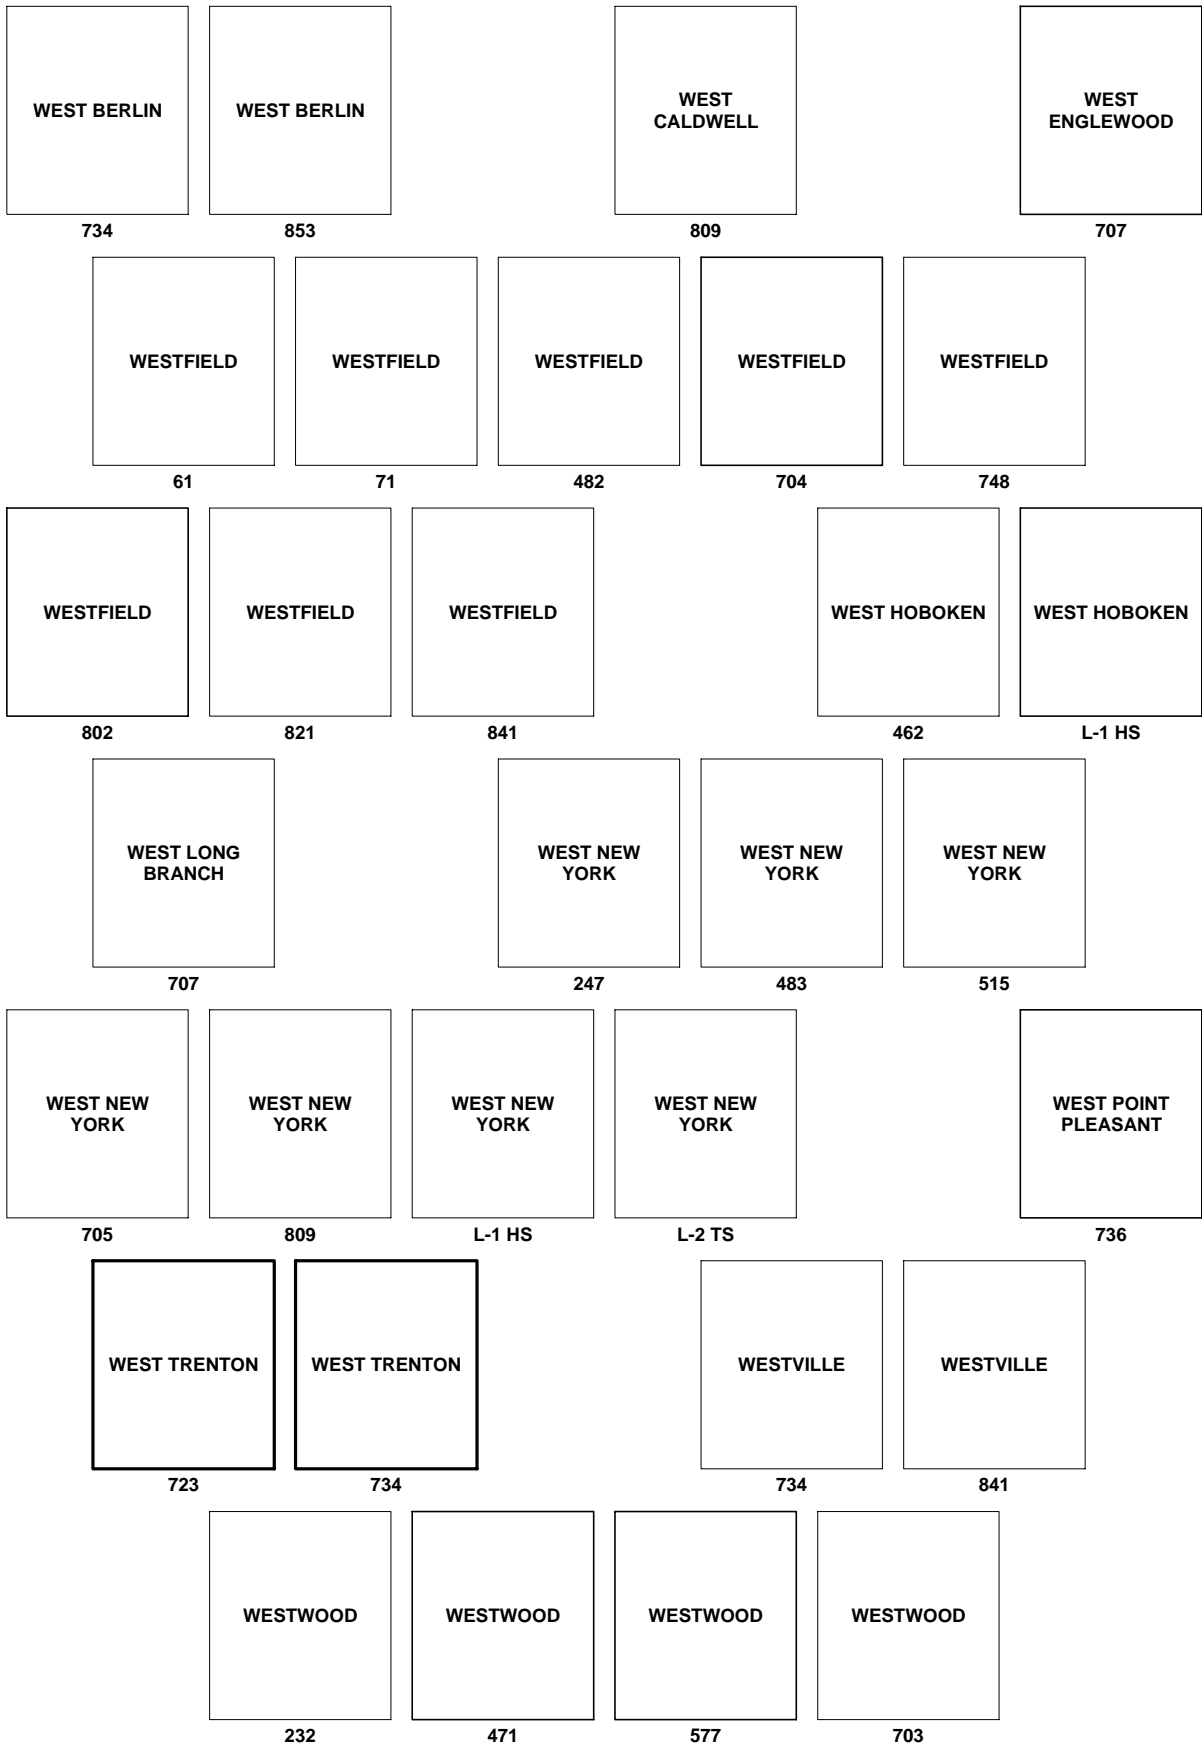 WEST BERLIN
734
WEST BERLIN
853
WEST
CALDWELL
809
WEST
ENGLEWOOD
707
WESTFIELD
61
WESTFIELD
71
WESTFIELD
482
WESTFIELD
704
WESTFIELD
748
WESTFIELD
802
WESTFIELD
821
WESTFIELD
841
WEST HOBOKEN
462
WEST HOBOKEN
L-1 HS
WEST LONG
BRANCH
707
WEST NEW
YORK
247
WEST NEW
YORK
483
WEST NEW
YORK
515
WEST NEW
YORK
705
WEST NEW
YORK
809
WEST NEW
YORK
L-1 HS
WEST NEW
YORK
L-2 TS
WEST POINT
PLEASANT
736
WEST TRENTON
723
WEST TRENTON
734
WESTVILLE
734
WESTVILLE
841
WESTWOOD
232
WESTWOOD
471
WESTWOOD
577
WESTWOOD
703